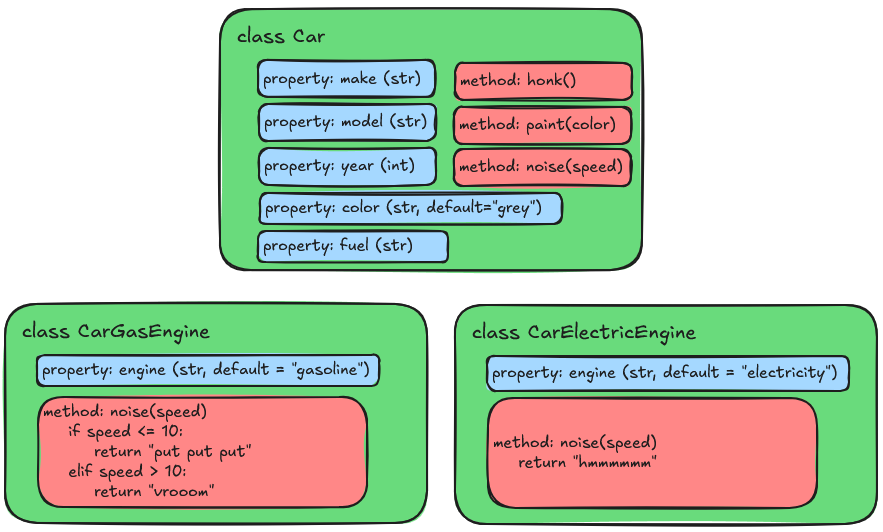 class Car
property: make (str)
method: honk()
property: model (str)
method: paint(color)
property: year (int)
method: noise(speed)
property: color (str, default="grey")
property: fuel (str)
class CarGasEngine
property: engine (str, default = "gasoline")
method: noise(speed)
if speed <= 10:
return "put put put"
elif speed > 10:
return "vrooom"
class CarElectricEngine
property: engine (str, default = "electricity")
method: noise(speed)
return "hmmmmmm"